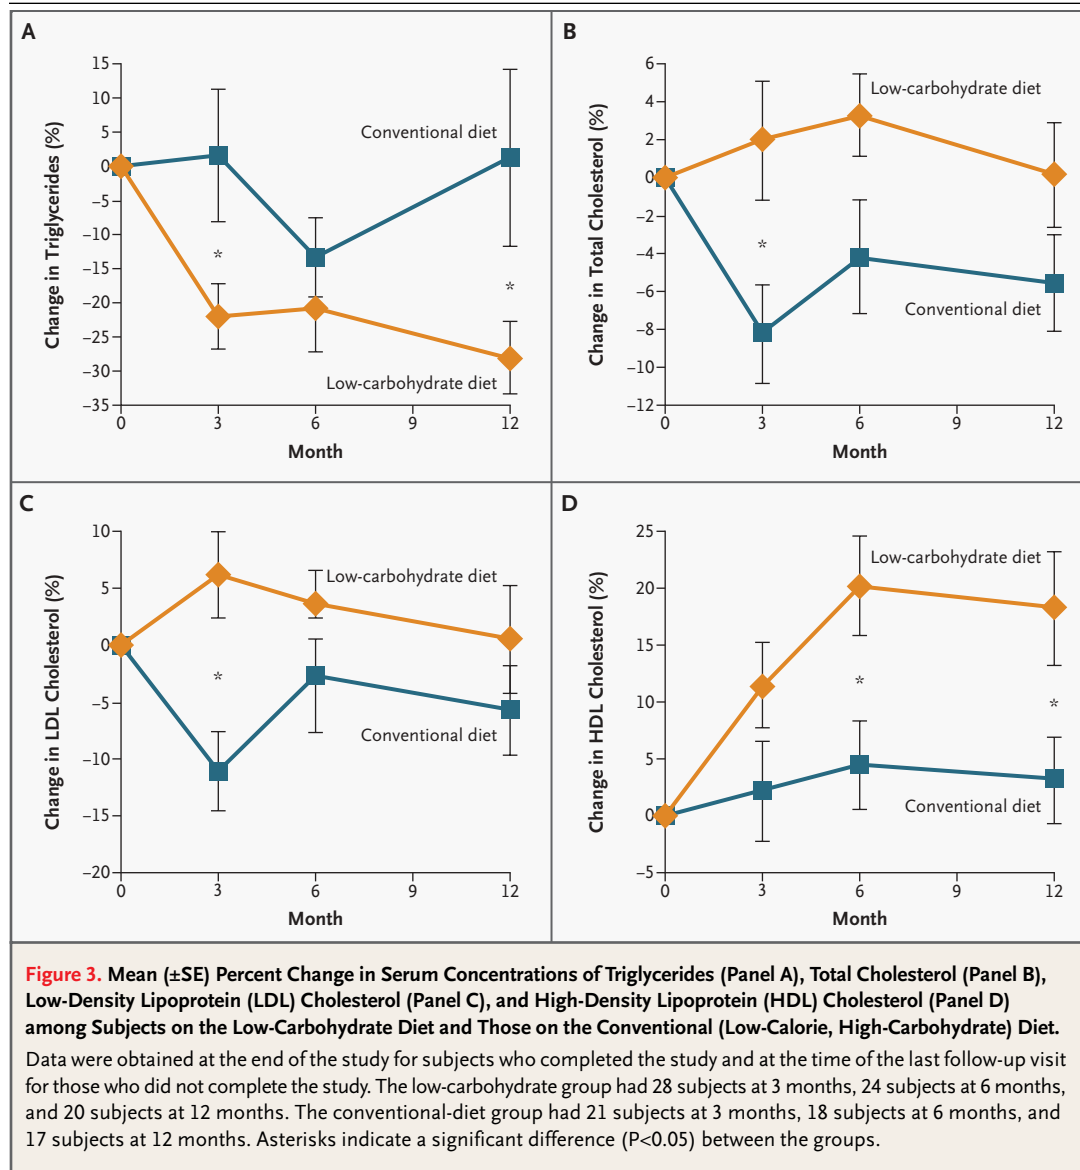 A
15
10
5
0
−5
−10
−15
−20
−25
−30
−35
Change in Triglycerides (%)
Conventional diet
*
*
Low-carbohydrate diet
0 3 6 9 12
Month
B
6
4
2
0
−2
−4
−6
−8
−10
−12
Change in Total Cholesterol (%)
Low-carbohydrate diet
*
Conventional diet
0 3 6 9 12
Month
C
10
5
0
−5
−10
−15
−20
Change in LDL Cholesterol (%)
Low-carbohydrate diet
*
Conventional diet
0 3 6 9 12
Month
D
25
20
15
10
5
0
−5
Change in HDL Cholesterol (%)
Low-carbohydrate diet
*
*
Conventional diet
0 3 6 9 12
Month
Figure 3. Mean (±SE) Percent Change in Serum Concentrations of Triglycerides (Panel A), Total Cholesterol (Panel B),
Low-Density Lipoprotein (LDL) Cholesterol (Panel C), and High-Density Lipoprotein (HDL) Cholesterol (Panel D)
among Subjects on the Low-Carbohydrate Diet and Those on the Conventional (Low-Calorie, High-Carbohydrate) Diet.
Data were obtained at the end of the study for subjects who completed the study and at the time of the last follow-up visit
for those who did not complete the study. The low-carbohydrate group had 28 subjects at 3 months, 24 subjects at 6 months,
and 20 subjects at 12 months. The conventional-diet group had 21 subjects at 3 months, 18 subjects at 6 months, and
17 subjects at 12 months. Asterisks indicate a significant difference (P<0.05) between the groups.